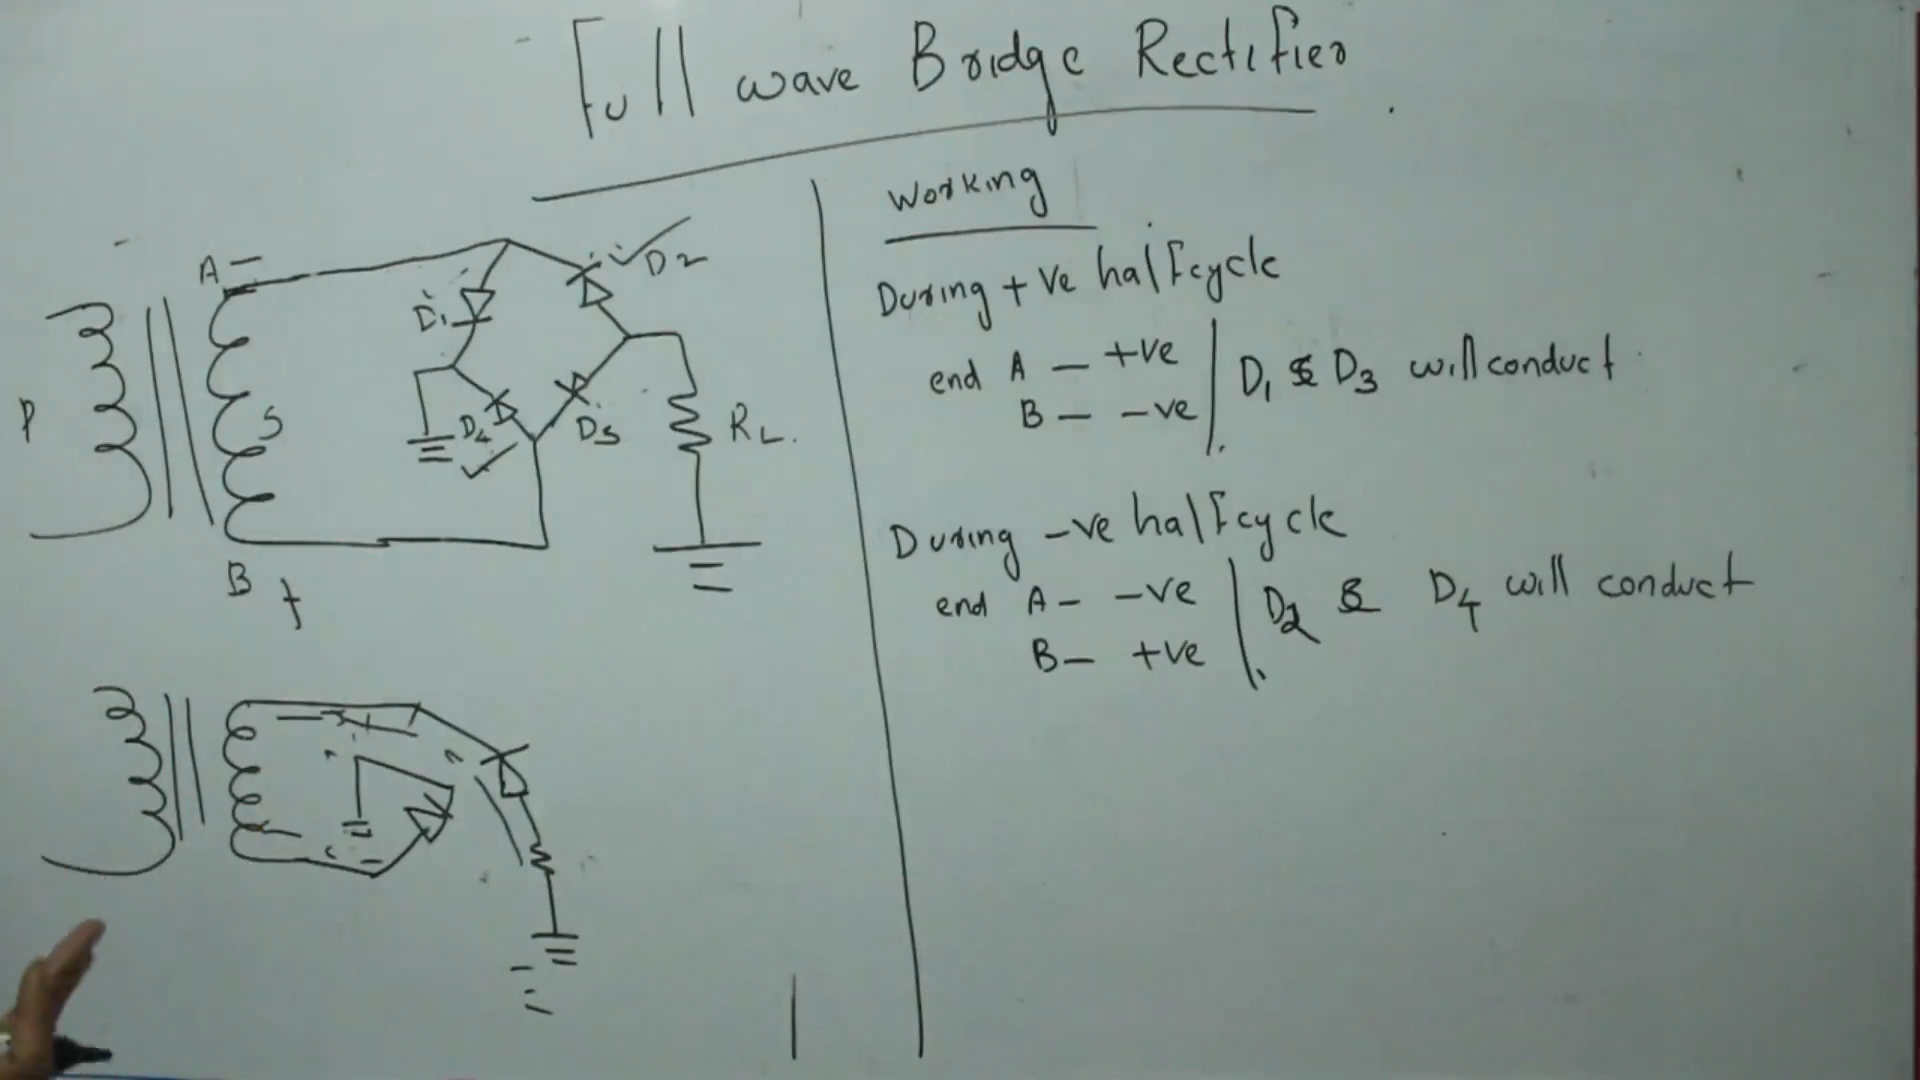 Full wave Bridge Rectifier
Working
During +ve halfcycle
end A — +ve
B — -ve
D1 & D3 will conduct
During -ve halfcycle
end A - -ve
B — +ve
D2 & D4 will conduct
A —
D2
D1
P
S
D4
D3
RL.
B +